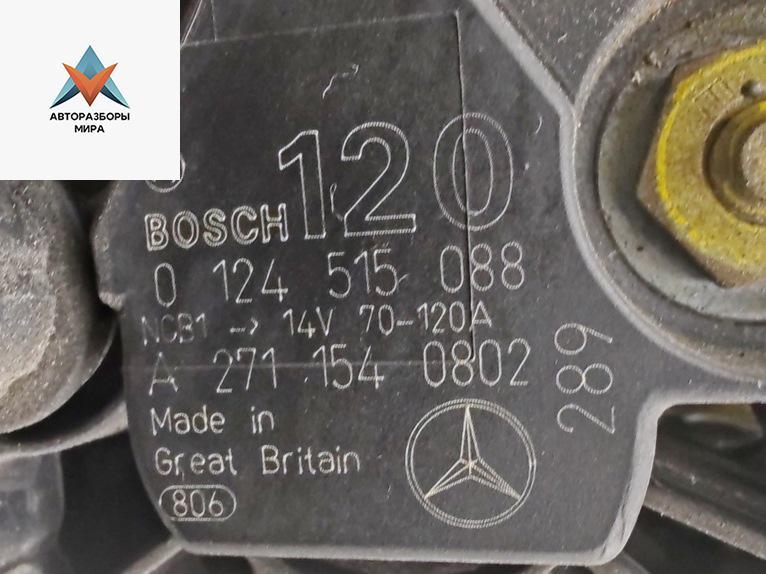 АВТОРАЗБОРЫ
МИРА
120
BOSCH
0 124 515 088
NCB1 -> 14V 70-120A
A 271 154 0802
289
Made in
Great Britain
806